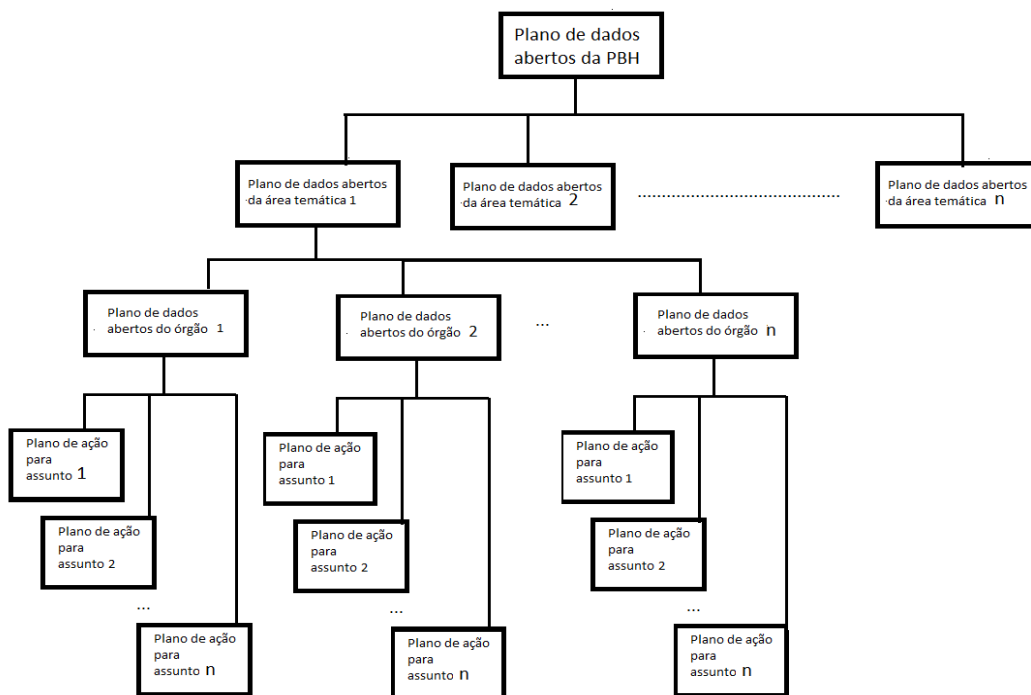 Plano de dados
abertos da PBH
Plano de dados abertos
da área temática 1
Plano de dados abertos
da área temática 2
........................................
Plano de dados abertos
da área temática n
Plano de dados
abertos do órgão 1
Plano de dados
abertos do órgão 2
...
Plano de dados
abertos do órgão n
Plano de ação
para
assunto 1
Plano de ação
para
assunto 2
...
Plano de ação
para
assunto n
Plano de ação
para
assunto 1
Plano de ação
para
assunto 2
...
Plano de ação
para
assunto n
Plano de ação
para
assunto 1
Plano de ação
para
assunto 2
...
Plano de ação
para
assunto n